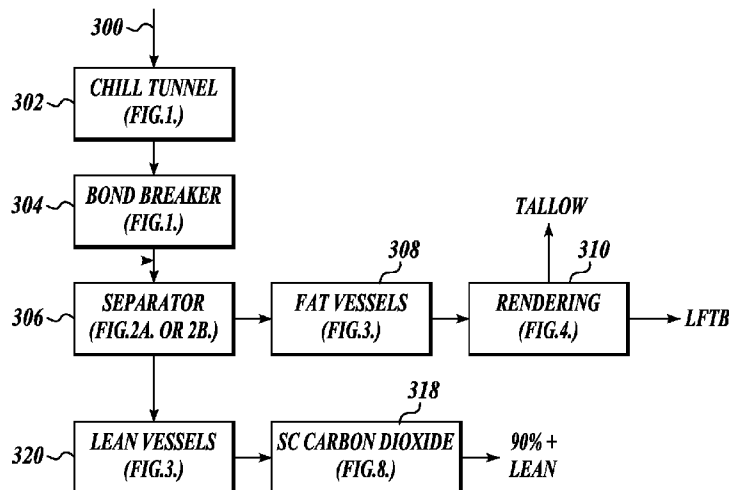 300
302
CHILL TUNNEL
(FIG.1.)
304
BOND BREAKER
(FIG.1.)
TALLOW
308
310
306
SEPARATOR
(FIG.2A. OR 2B.)
FAT VESSELS
(FIG.3.)
RENDERING
(FIG.4.)
LFTB
318
320
LEAN VESSELS
(FIG.3.)
SC CARBON DIOXIDE
(FIG.8.)
90% +
LEAN